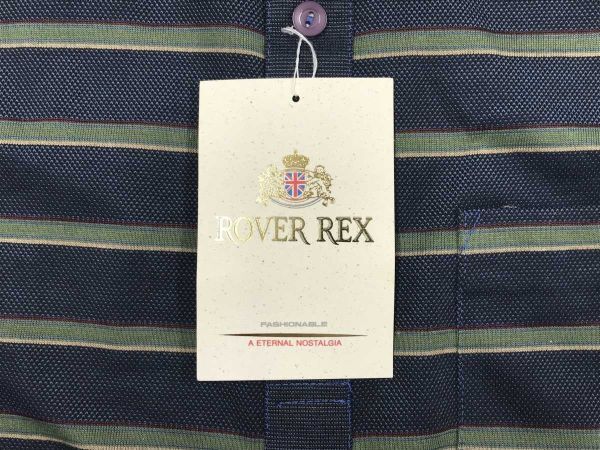 ROVER REX
FASHIONABLE
A ETERNAL NOSTALGIA